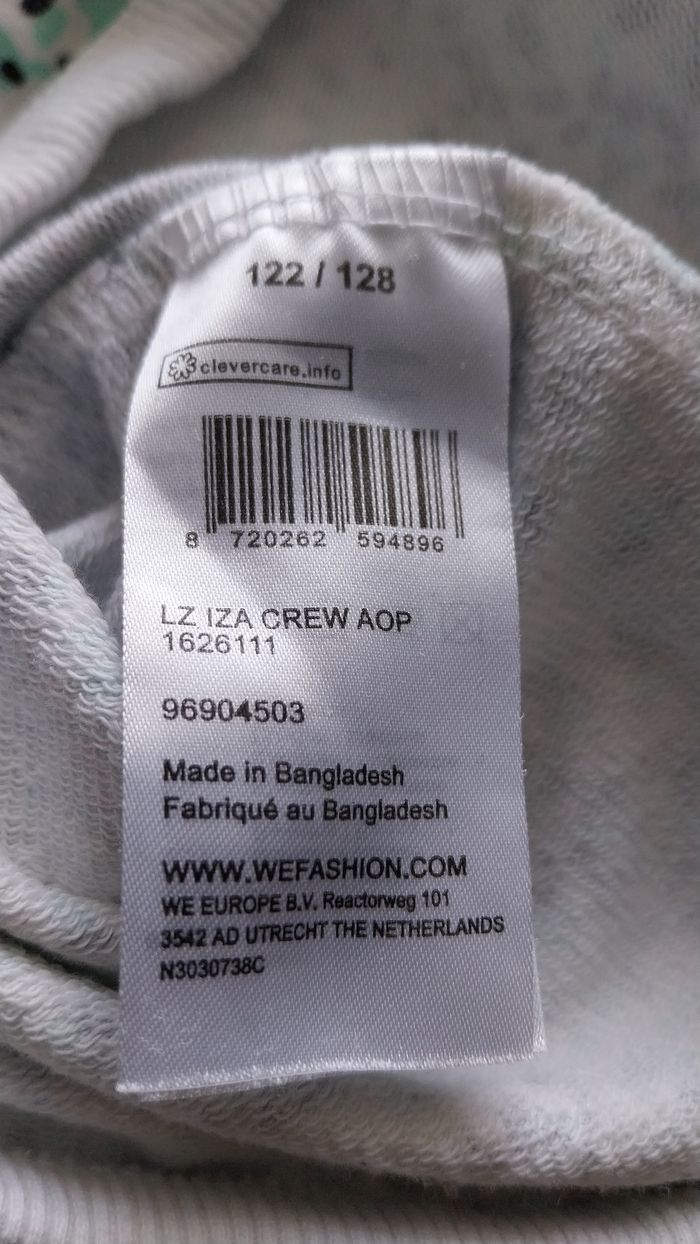 122 / 128
clevercare.info
8 720262 594896
LZ IZA CREW AOP
1626111
96904503
Made in Bangladesh
Fabriqué au Bangladesh
WWW.WEFASHION.COM
WE EUROPE B.V. Reactorweg 101
3542 AD UTRECHT THE NETHERLANDS
N3030738C